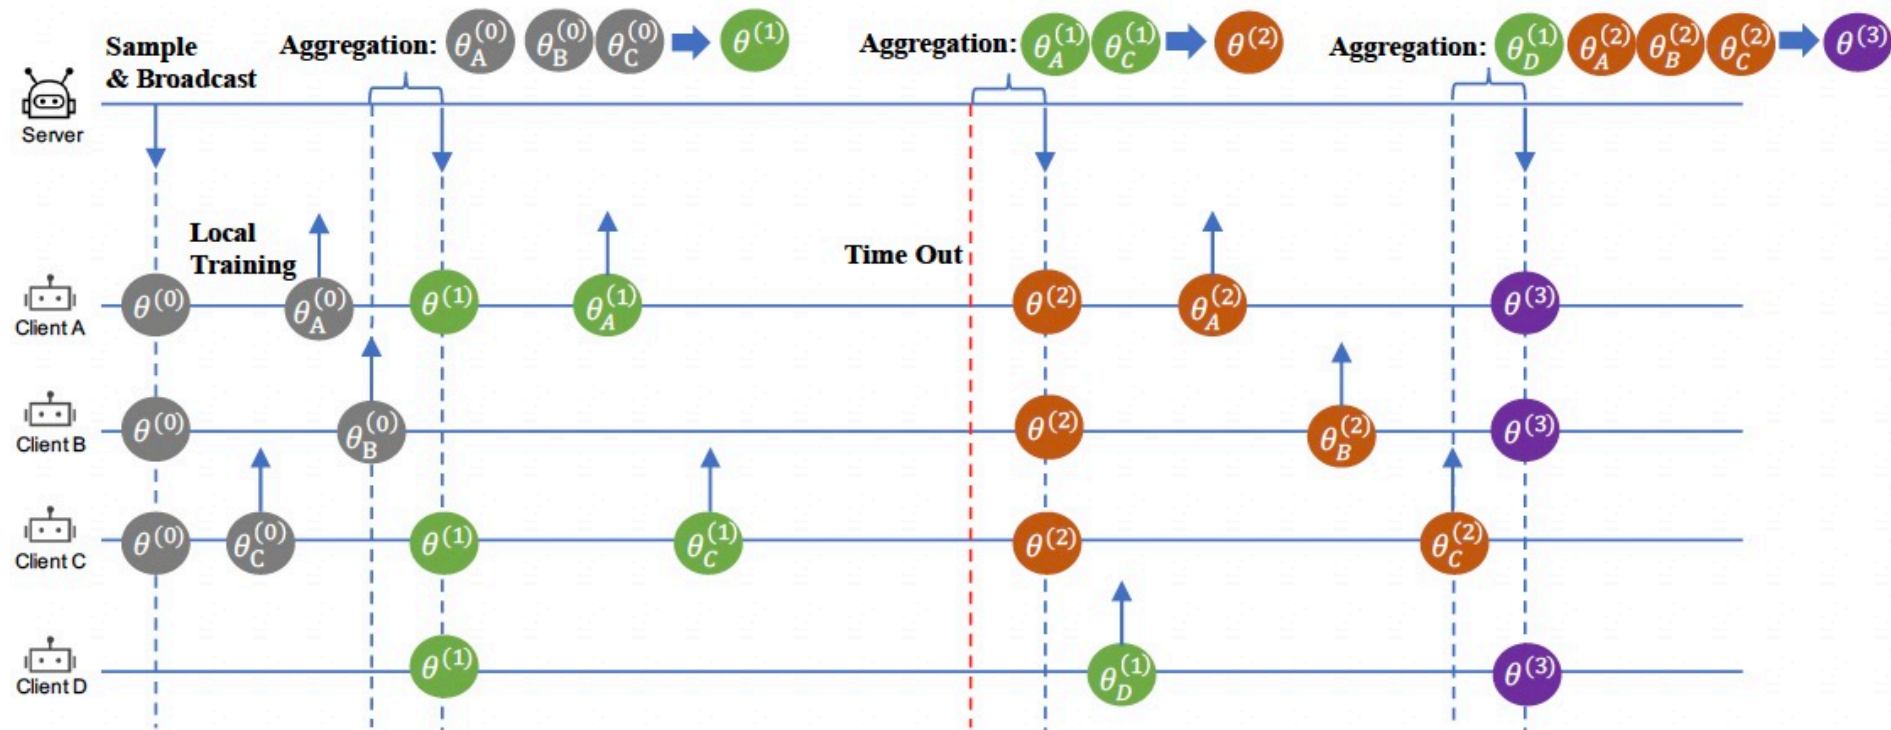 Sample
& Broadcast
Aggregation: θ_A^(0) θ_B^(0) θ_C^(0) θ^(1)
Aggregation: θ_A^(1) θ_C^(1) θ^(2)
Aggregation: θ_D^(1) θ_A^(2) θ_B^(2) θ_C^(2) θ^(3)
Server
Local
Training
Time Out
θ^(0) θ_A^(0) θ^(1) θ_A^(1) θ^(2) θ_A^(2) θ^(3)
Client A
θ^(0) θ_B^(0) θ^(2) θ_B^(2) θ^(3)
Client B
θ^(0) θ_C^(0) θ^(1) θ_C^(1) θ^(2) θ_C^(2)
Client C
θ^(1) θ_D^(1) θ^(3)
Client D